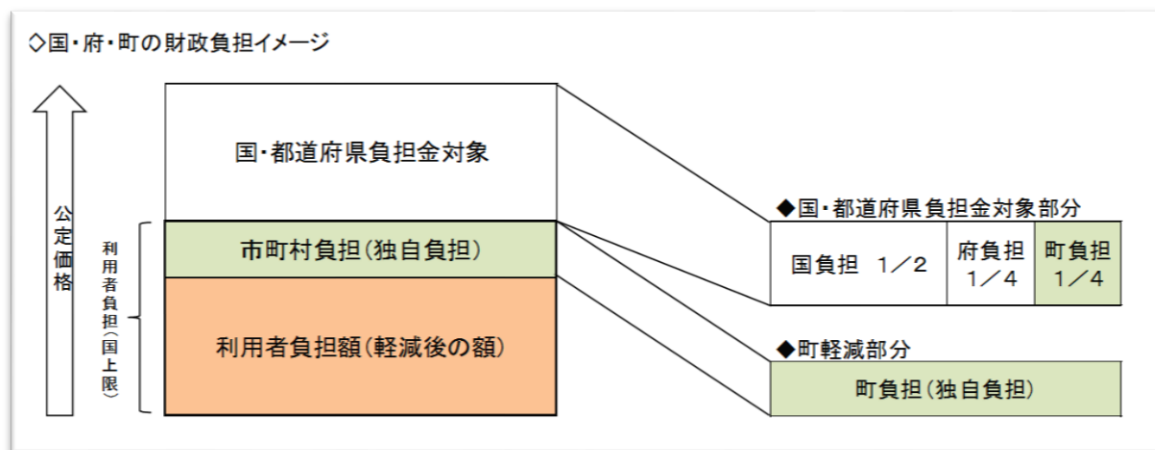 ◇国・府・町の財政負担イメージ
公定価格
利用者負担(国上限)
国・都道府県負担金対象
市町村負担(独自負担)
利用者負担額(軽減後の額)
◆国・都道府県負担金対象部分
国負担 1/2
府負担
1/4
町負担
1/4
◆町軽減部分
町負担(独自負担)